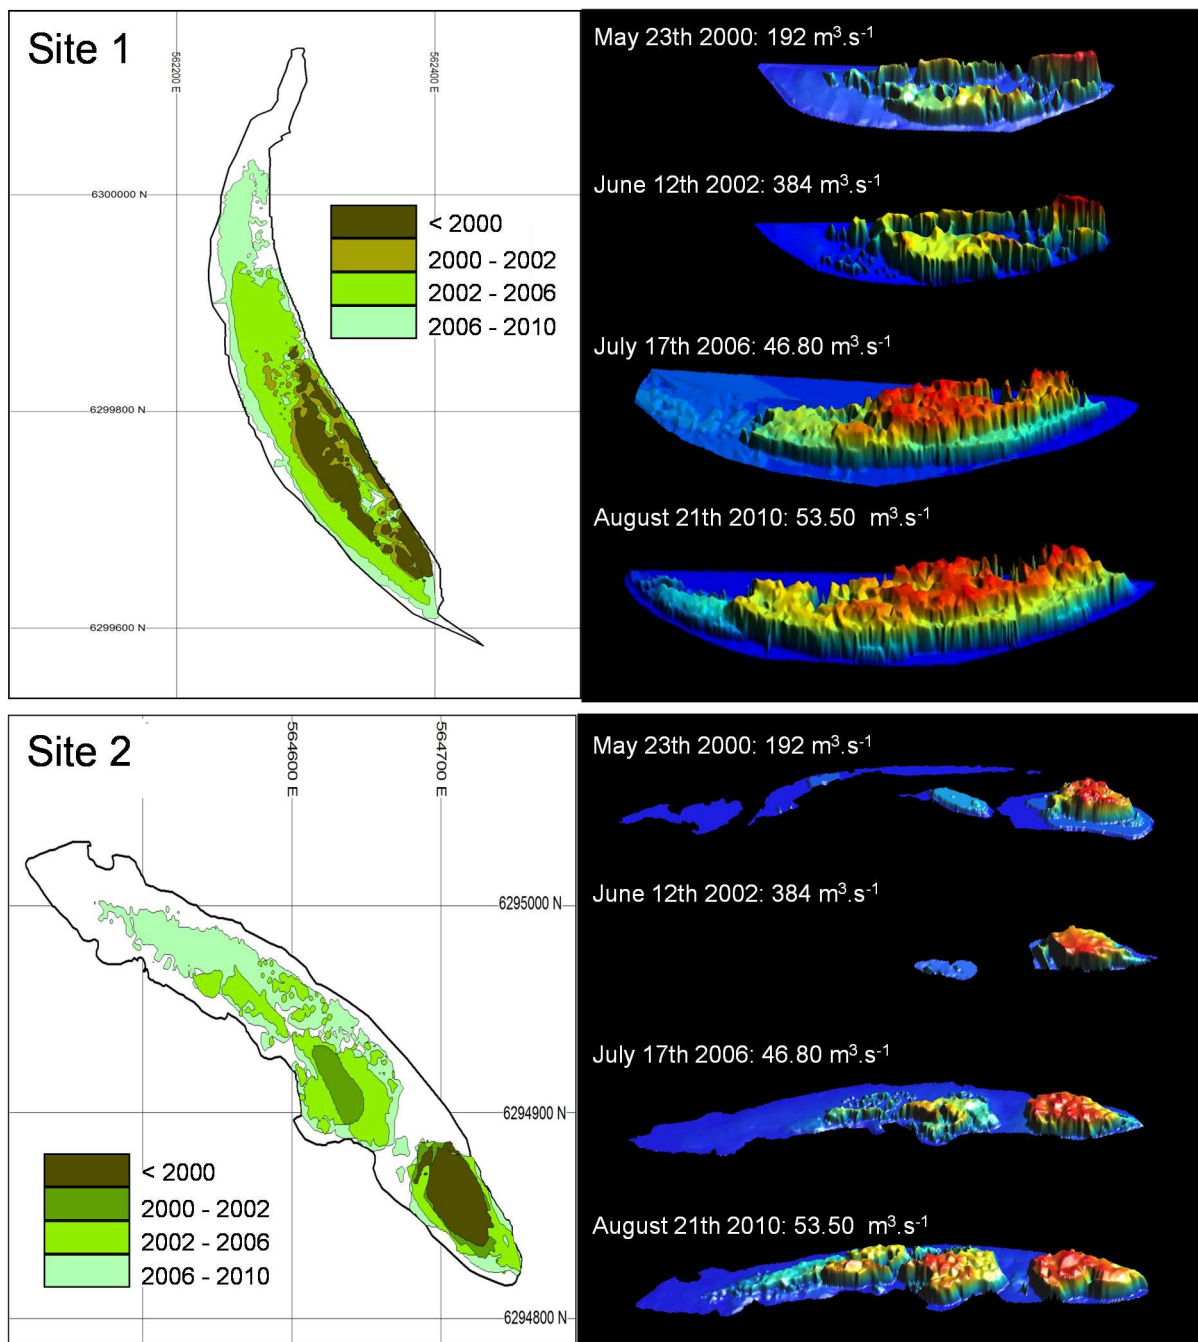 Site 1
562200 E
562400 E
6300000 N
6299800 N
6299600 N
< 2000
2000 - 2002
2002 - 2006
2006 - 2010
May 23th 2000: 192 m³.s⁻¹
June 12th 2002: 384 m³.s⁻¹
July 17th 2006: 46.80 m³.s⁻¹
August 21th 2010: 53.50 m³.s⁻¹
Site 2
564600 E
564700 E
6295000 N
6294900 N
6294800 N
< 2000
2000 - 2002
2002 - 2006
2006 - 2010
May 23th 2000: 192 m³.s⁻¹
June 12th 2002: 384 m³.s⁻¹
July 17th 2006: 46.80 m³.s⁻¹
August 21th 2010: 53.50 m³.s⁻¹